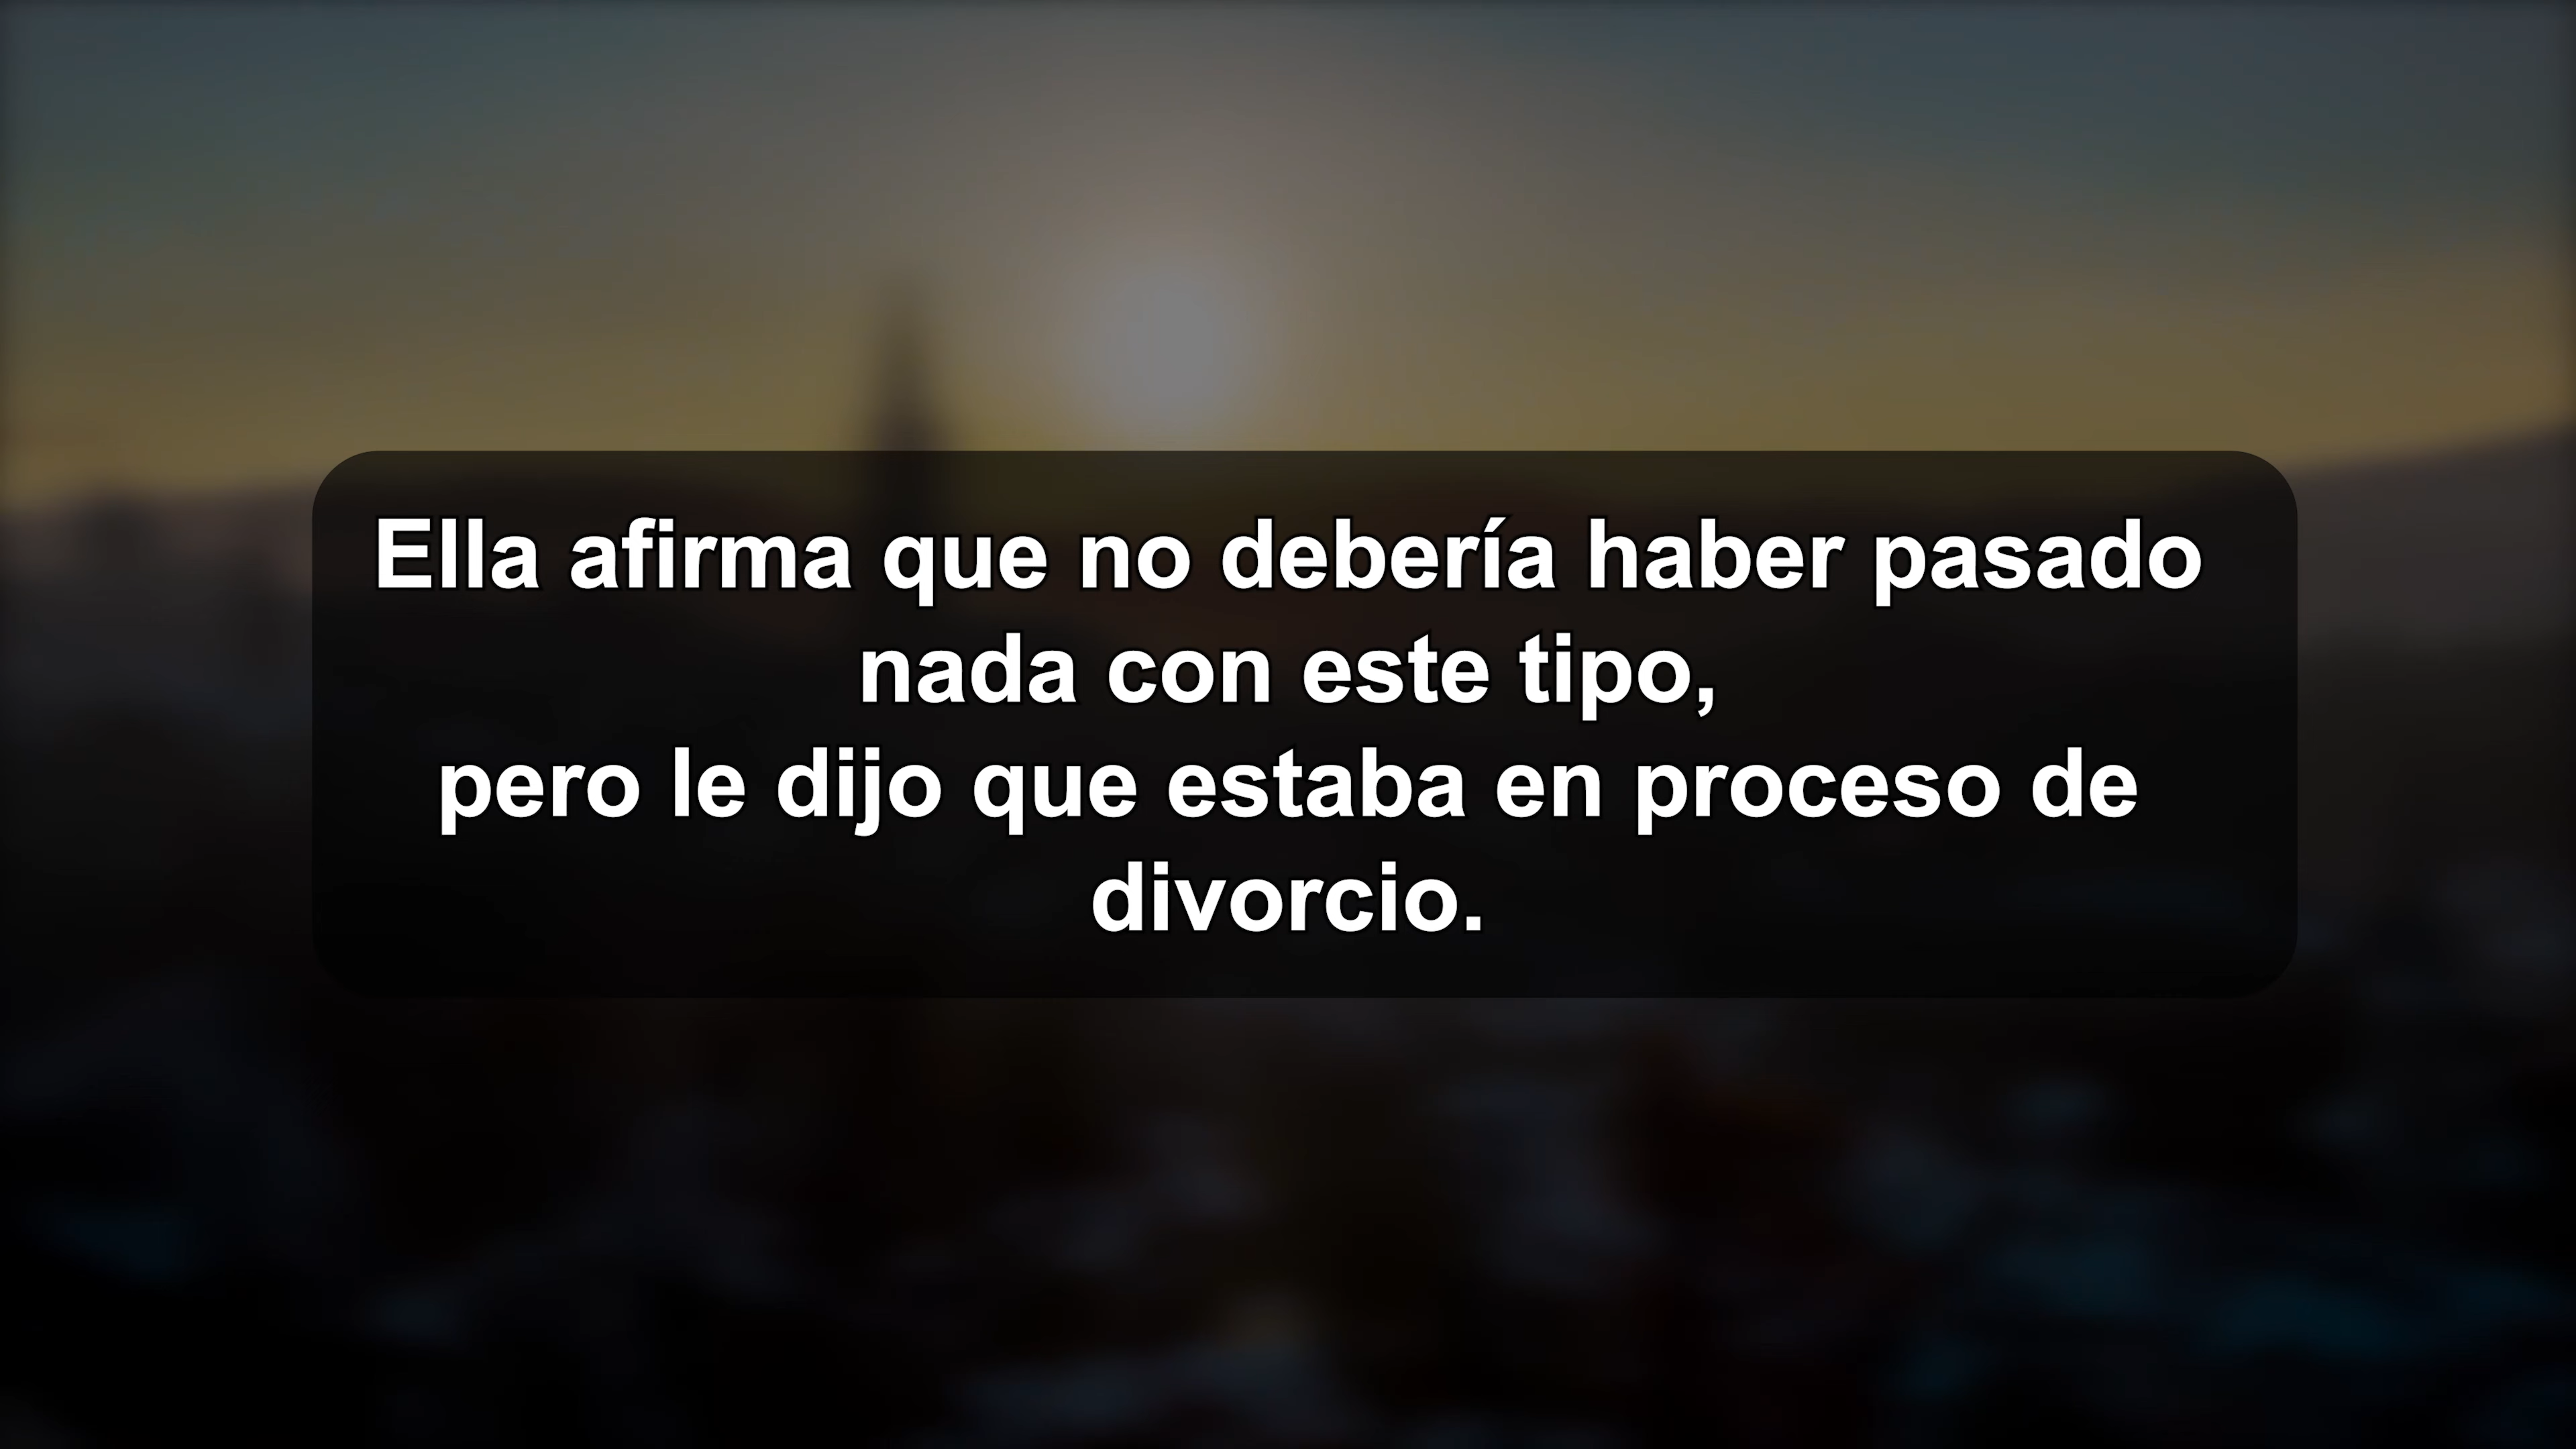 Ella afirma que no debería haber pasado
nada con este tipo,
pero le dijo que estaba en proceso de
divorcio.